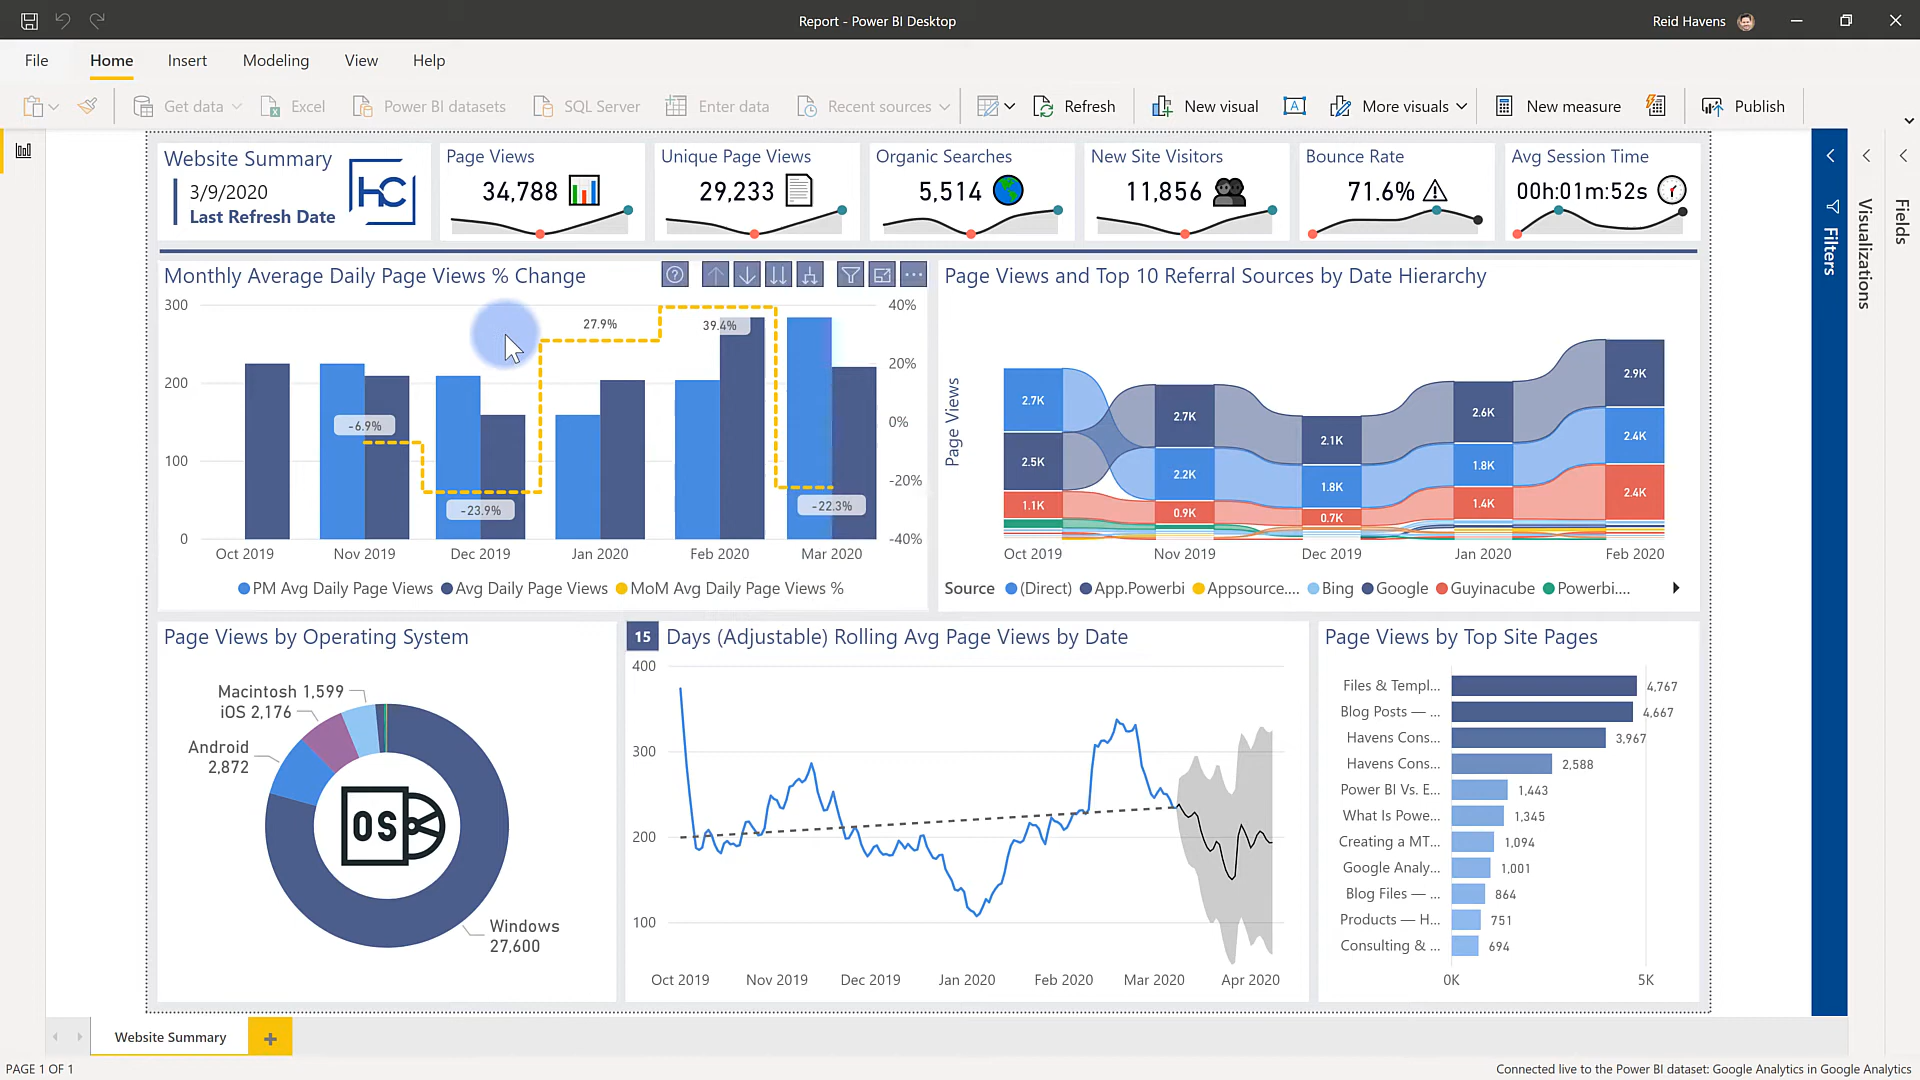 Report - Power BI Desktop
Reid Havens
File
Home
Insert
Modeling
View
Help
Get data
Excel
Power BI datasets
SQL Server
Enter data
Recent sources
Refresh
New visual
More visuals
New measure
Publish
Website Summary
3/9/2020
Last Refresh Date
HC
Page Views
34,788
Unique Page Views
29,233
Organic Searches
5,514
New Site Visitors
11,856
Bounce Rate
71.6%
Avg Session Time
00h:01m:52s
Filters
Visualizations
Fields
Monthly Average Daily Page Views % Change
300
200
100
0
40%
20%
0%
-20%
-40%
-6.9%
-23.9%
27.9%
39.4%
-22.3%
Oct 2019
Nov 2019
Dec 2019
Jan 2020
Feb 2020
Mar 2020
PM Avg Daily Page Views
Avg Daily Page Views
MoM Avg Daily Page Views %
Page Views and Top 10 Referral Sources by Date Hierarchy
Page Views
2.7K
2.5K
1.1K
2.7K
2.2K
0.9K
2.1K
1.8K
0.7K
2.6K
1.8K
1.4K
2.9K
2.4K
2.4K
Oct 2019
Nov 2019
Dec 2019
Jan 2020
Feb 2020
Source
(Direct)
App.Powerbi
Appsource....
Bing
Google
Guyinacube
Powerbi....
Page Views by Operating System
Macintosh 1,599
iOS 2,176
Android
2,872
OS
Windows
27,600
15
Days (Adjustable) Rolling Avg Page Views by Date
400
300
200
100
Oct 2019
Nov 2019
Dec 2019
Jan 2020
Feb 2020
Mar 2020
Apr 2020
Page Views by Top Site Pages
Files & Templ... 4,767
Blog Posts — ... 4,667
Havens Cons... 3,967
Havens Cons... 2,588
Power BI Vs. E... 1,443
What Is Powe... 1,345
Creating a MT... 1,094
Google Analy... 1,001
Blog Files — ... 864
Products — H... 751
Consulting & ... 694
0K
5K
Website Summary
PAGE 1 OF 1
Connected live to the Power BI dataset: Google Analytics in Google Analytics